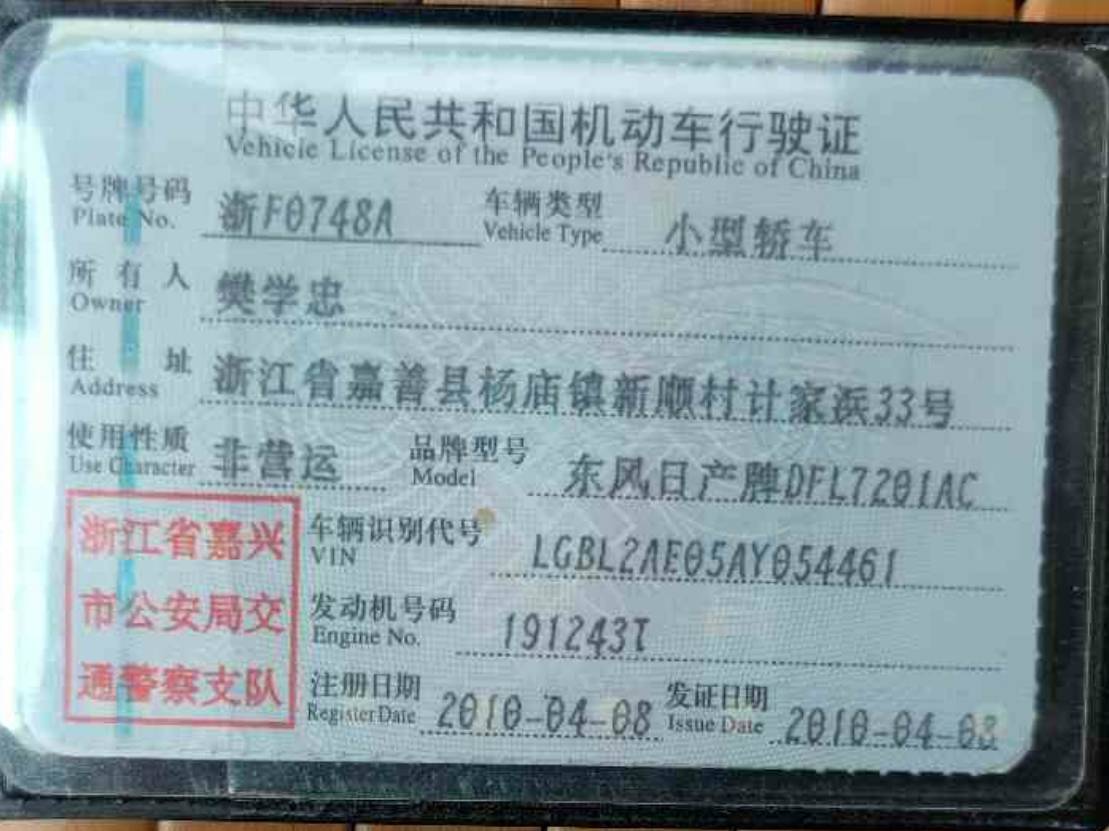 中华人民共和国机动车行驶证
Vehicle License of the People's Republic of China
号牌号码 浙F0748A 车辆类型 小型轿车
Plate No. Vehicle Type
所有人 樊学忠
Owner
住址 浙江省嘉善县杨庙镇新顺村计家浜33号
Address
使用性质 非营运 品牌型号 东风日产牌DFL7201AC
Use Character Model
浙江省嘉兴
市公安局交
通警察支队
车辆识别代号 LGBL2AE05AY054461
VIN
发动机号码 191243T
Engine No.
注册日期 2010-04-08 发证日期 2010-04-08
Register Date Issue Date